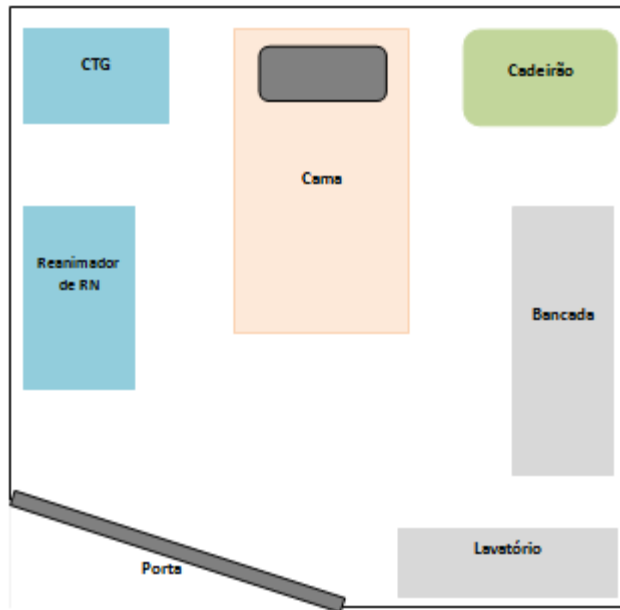 CTG
Cadeirão
Cama
Reanimador
de RN
Bancada
Lavatório
Porta